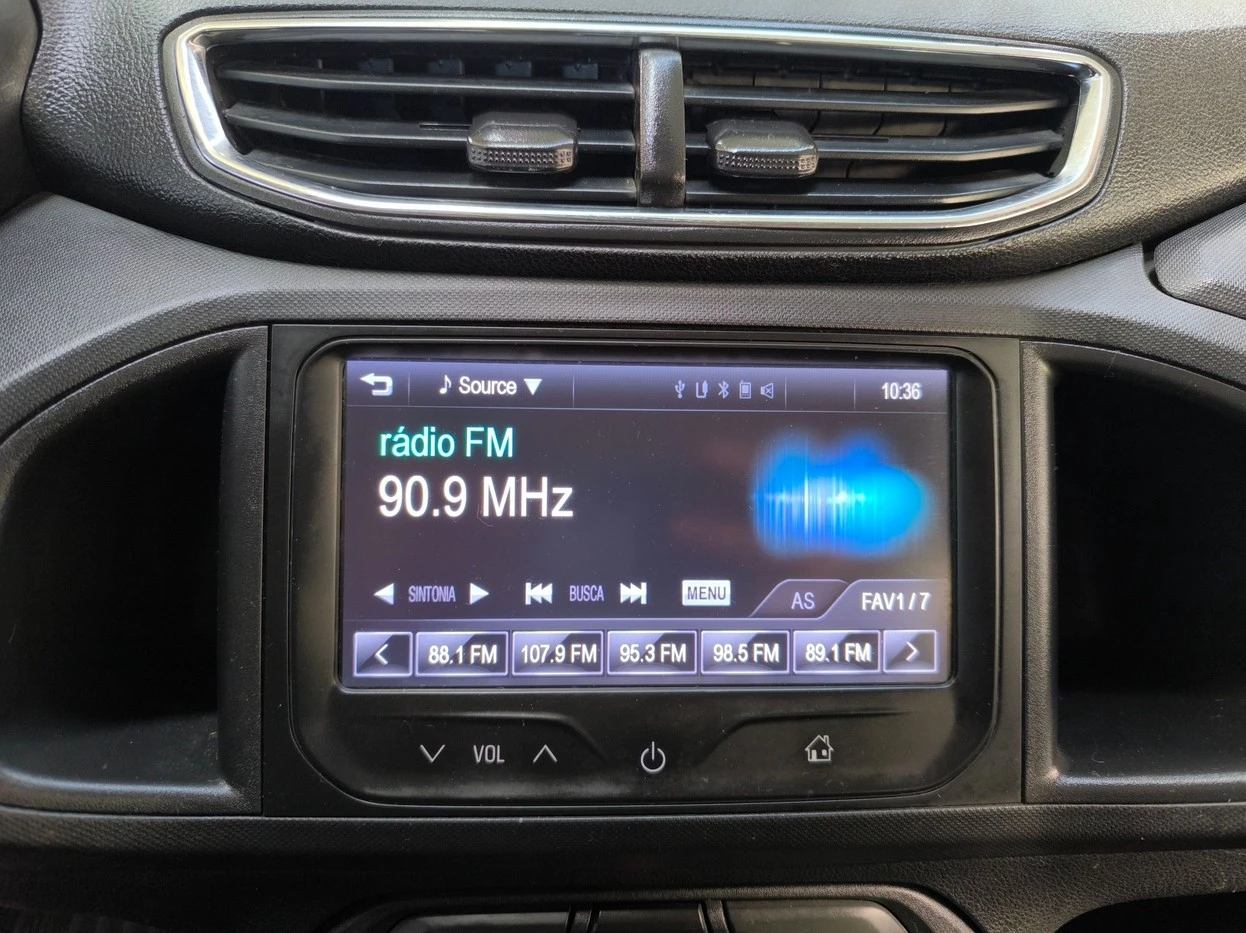 Source 10:36
rádio FM
90.9 MHz
SINTONIA BUSCA MENU AS FAV1/7
88.1 FM 107.9 FM 95.3 FM 98.5 FM 89.1 FM
VOL